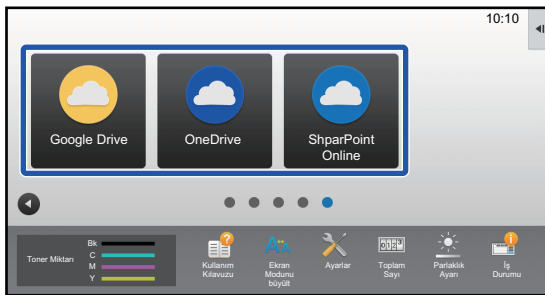 10:10
Google Drive
OneDrive
ShparPoint
Online
Toner Miktarı
Bk
C
M
Y
Kullanım
Kılavuzu
Ekran
Modunu
büyült
Ayarlar
Toplam
Sayı
Parlaklık
Ayarı
İş
Durumu